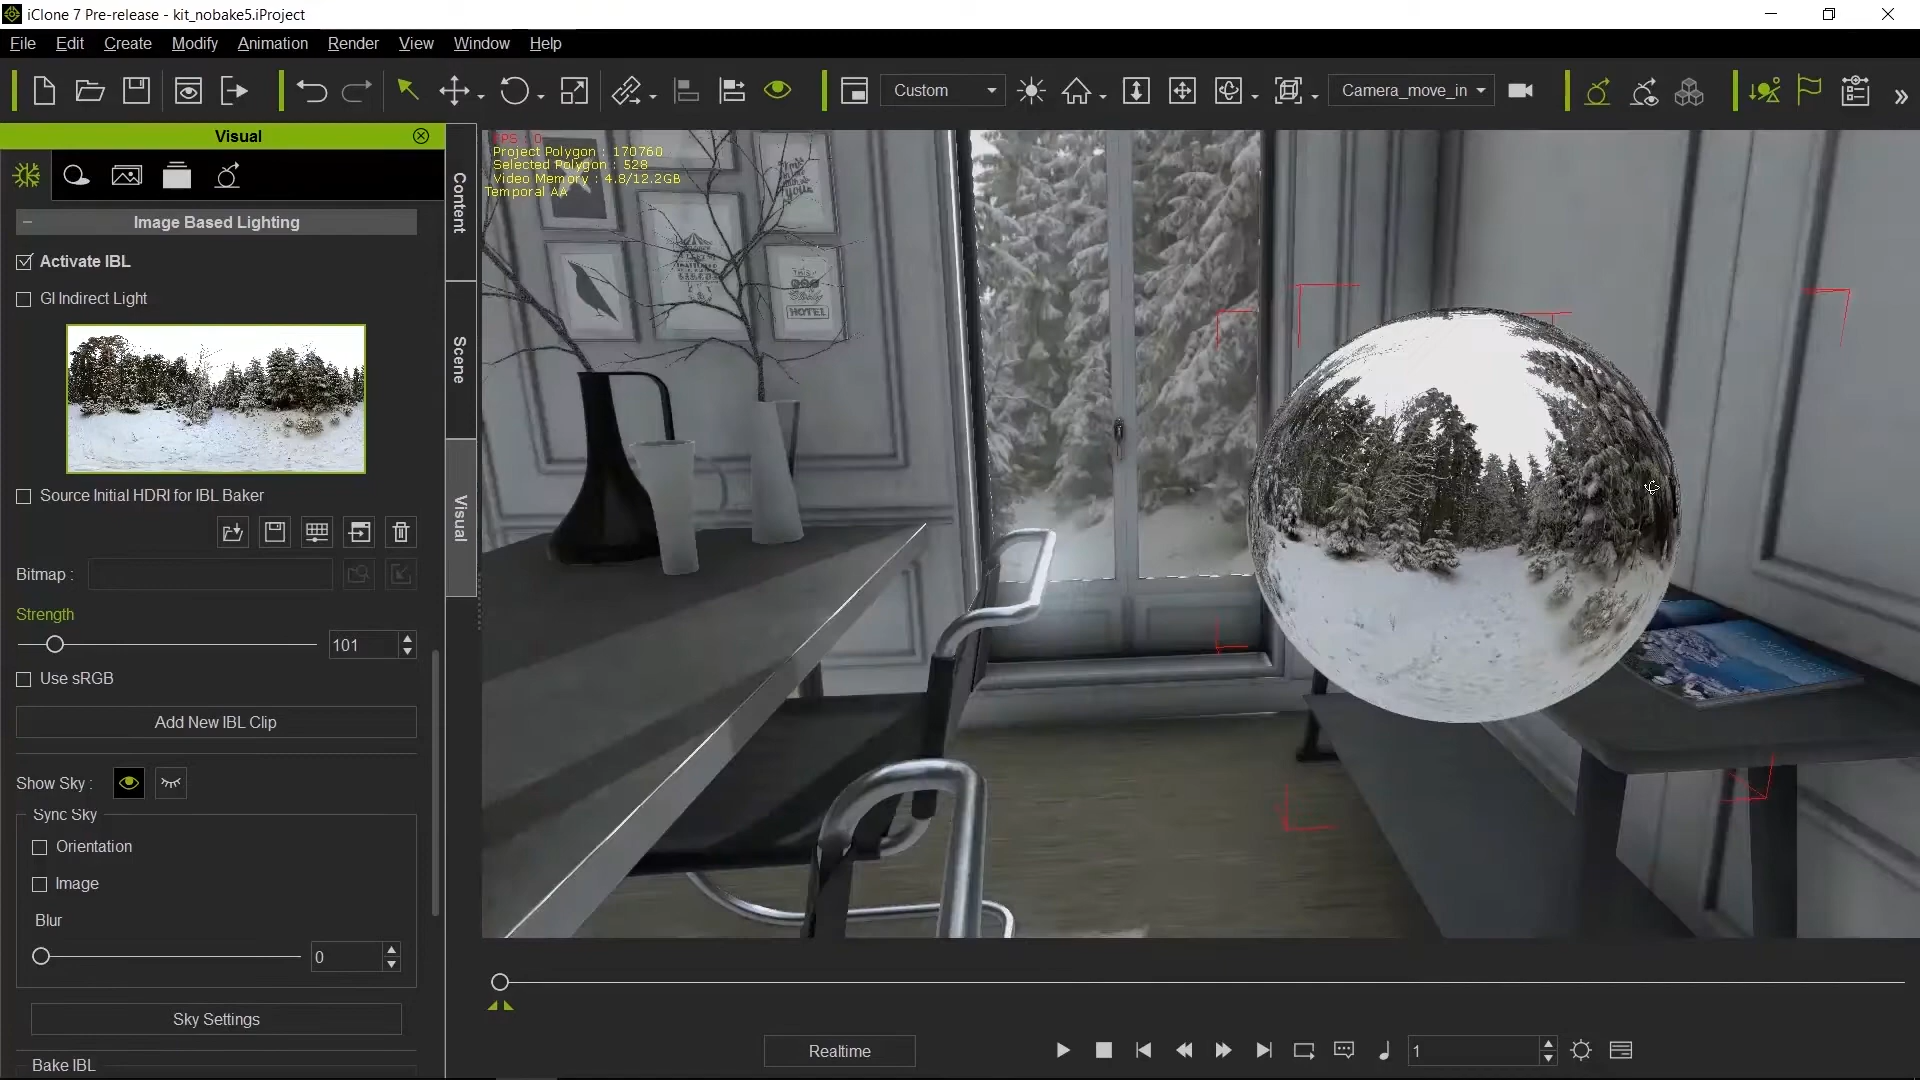 iClone 7 Pre-release - kit_nobake5.iProject
File Edit Create Modify Animation Render View Window Help
Custom
Camera_move_in
Visual
Content
Scene
Visual
FPS : 0
Project Polygon : 170760
Selected Polygon : 528
Video Memory : 4.8/12.2GB
Temporal AA
Image Based Lighting
Activate IBL
GI Indirect Light
Source Initial HDRI for IBL Baker
Bitmap :
Strength
101
Use sRGB
Add New IBL Clip
Show Sky :
Sync Sky
Orientation
Image
Blur
0
Sky Settings
Bake IBL
HOTEL
Realtime
1